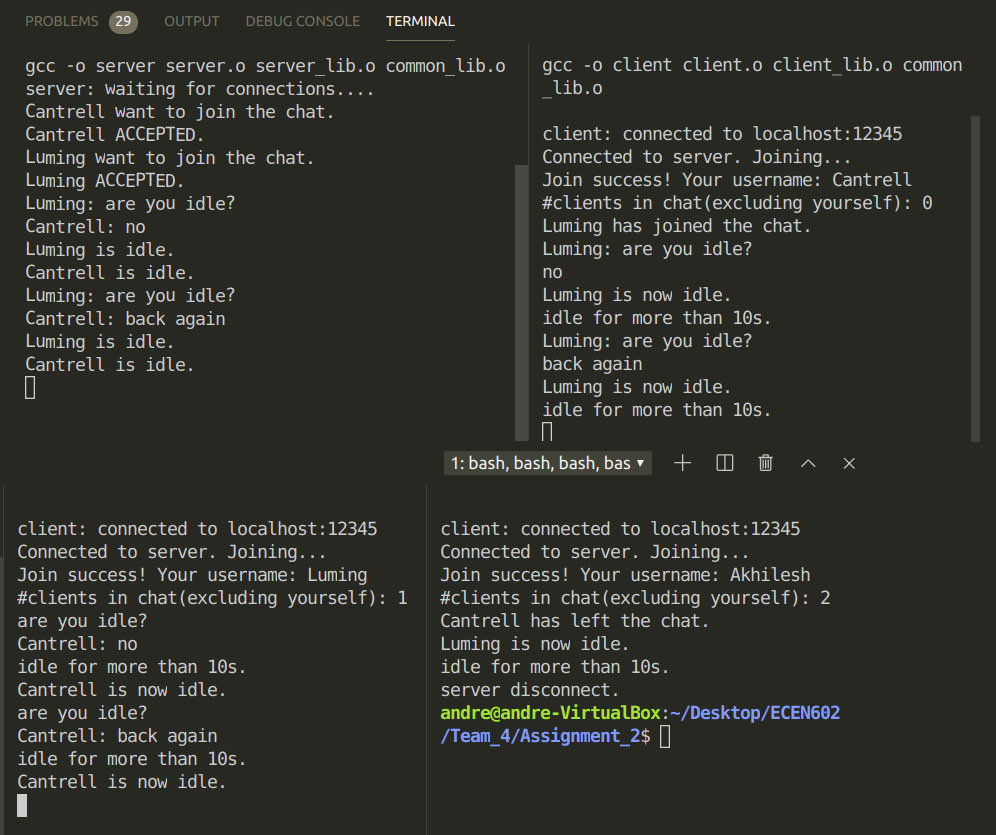 PROBLEMS 29 OUTPUT DEBUG CONSOLE TERMINAL
gcc -o server server.o server_lib.o common_lib.o
server: waiting for connections....
Cantrell want to join the chat.
Cantrell ACCEPTED.
Luming want to join the chat.
Luming ACCEPTED.
Luming: are you idle?
Cantrell: no
Luming is idle.
Cantrell is idle.
Luming: are you idle?
Cantrell: back again
Luming is idle.
Cantrell is idle.
gcc -o client client.o client_lib.o common
_lib.o
client: connected to localhost:12345
Connected to server. Joining...
Join success! Your username: Cantrell
#clients in chat(excluding yourself): 0
Luming has joined the chat.
Luming: are you idle?
no
Luming is now idle.
idle for more than 10s.
Luming: are you idle?
back again
Luming is now idle.
idle for more than 10s.
1: bash, bash, bash, bas
client: connected to localhost:12345
Connected to server. Joining...
Join success! Your username: Luming
#clients in chat(excluding yourself): 1
are you idle?
Cantrell: no
idle for more than 10s.
Cantrell is now idle.
are you idle?
Cantrell: back again
idle for more than 10s.
Cantrell is now idle.
client: connected to localhost:12345
Connected to server. Joining...
Join success! Your username: Akhilesh
#clients in chat(excluding yourself): 2
Cantrell has left the chat.
Luming is now idle.
idle for more than 10s.
server disconnect.
andre@andre-VirtualBox:~/Desktop/ECEN602
/Team_4/Assignment_2$